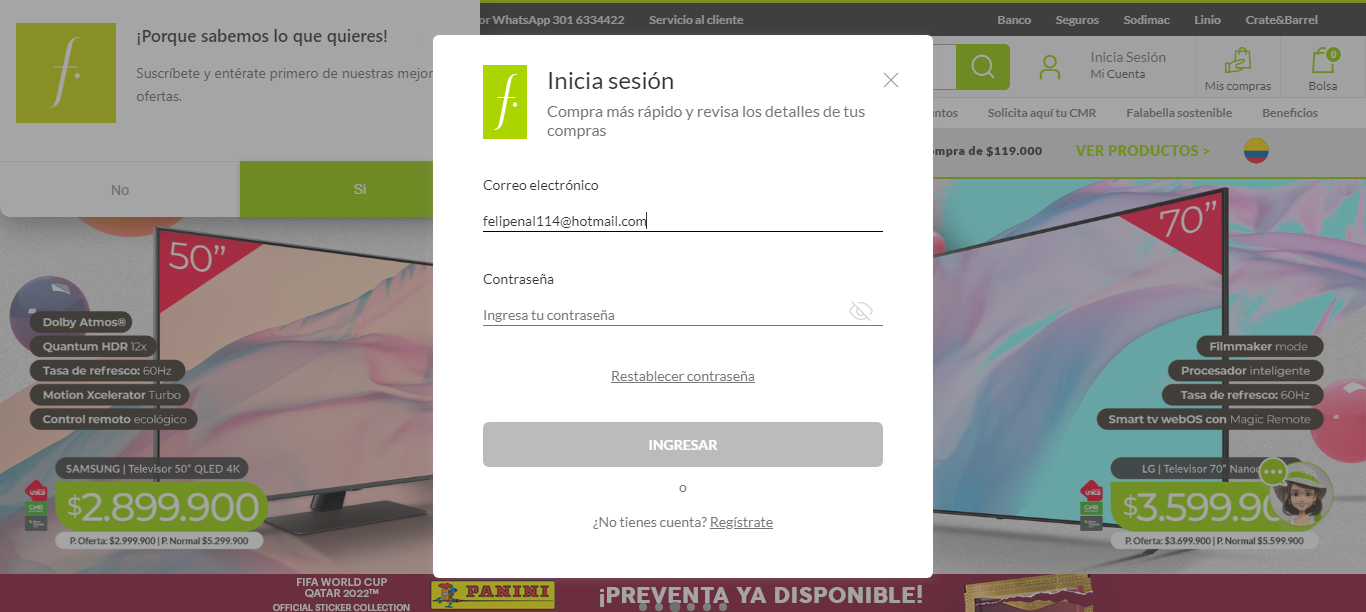 ¡Porque sabemos lo que quieres!
Suscríbete y entérate primero de nuestras mejor
ofertas.
No
Si
or WhatsApp 301 6334422
Servicio al cliente
Banco
Seguros
Sodimac
Linio
Crate&Barrel
Inicia Sesión
Mi Cuenta
Mis compras
0
Bolsa
Solicita aquí tu CMR
Falabella sostenible
Beneficios
mpra de $119.000
VER PRODUCTOS >
f.
Inicia sesión
Compra más rápido y revisa los detalles de tus
compras
Correo electrónico
felipenal114@hotmail.com
Contraseña
Ingresa tu contraseña
Restablecer contraseña
INGRESAR
o
¿No tienes cuenta? Regístrate
50"
Dolby Atmos®
Quantum HDR 12x
Tasa de refresco: 60Hz
Motion Xcelerator Turbo
Control remoto ecológico
SAMSUNG | Televisor 50" QLED 4K
única
CMR
$2.899.900
P. Oferta: $2.999.900 | P. Normal $5.299.900
70"
Filmmaker mode
Procesador inteligente
Tasa de refresco: 60Hz
Smart tv webOS con Magic Remote
LG | Televisor 70" Nanoc
única
CMR
$3.599.90
P. Oferta: $3.699.900 | P. Normal $5.599.900
FIFA WORLD CUP
QATAR 2022™
OFFICIAL STICKER COLLECTION
PANINI
¡PREVENTA YA DISPONIBLE!